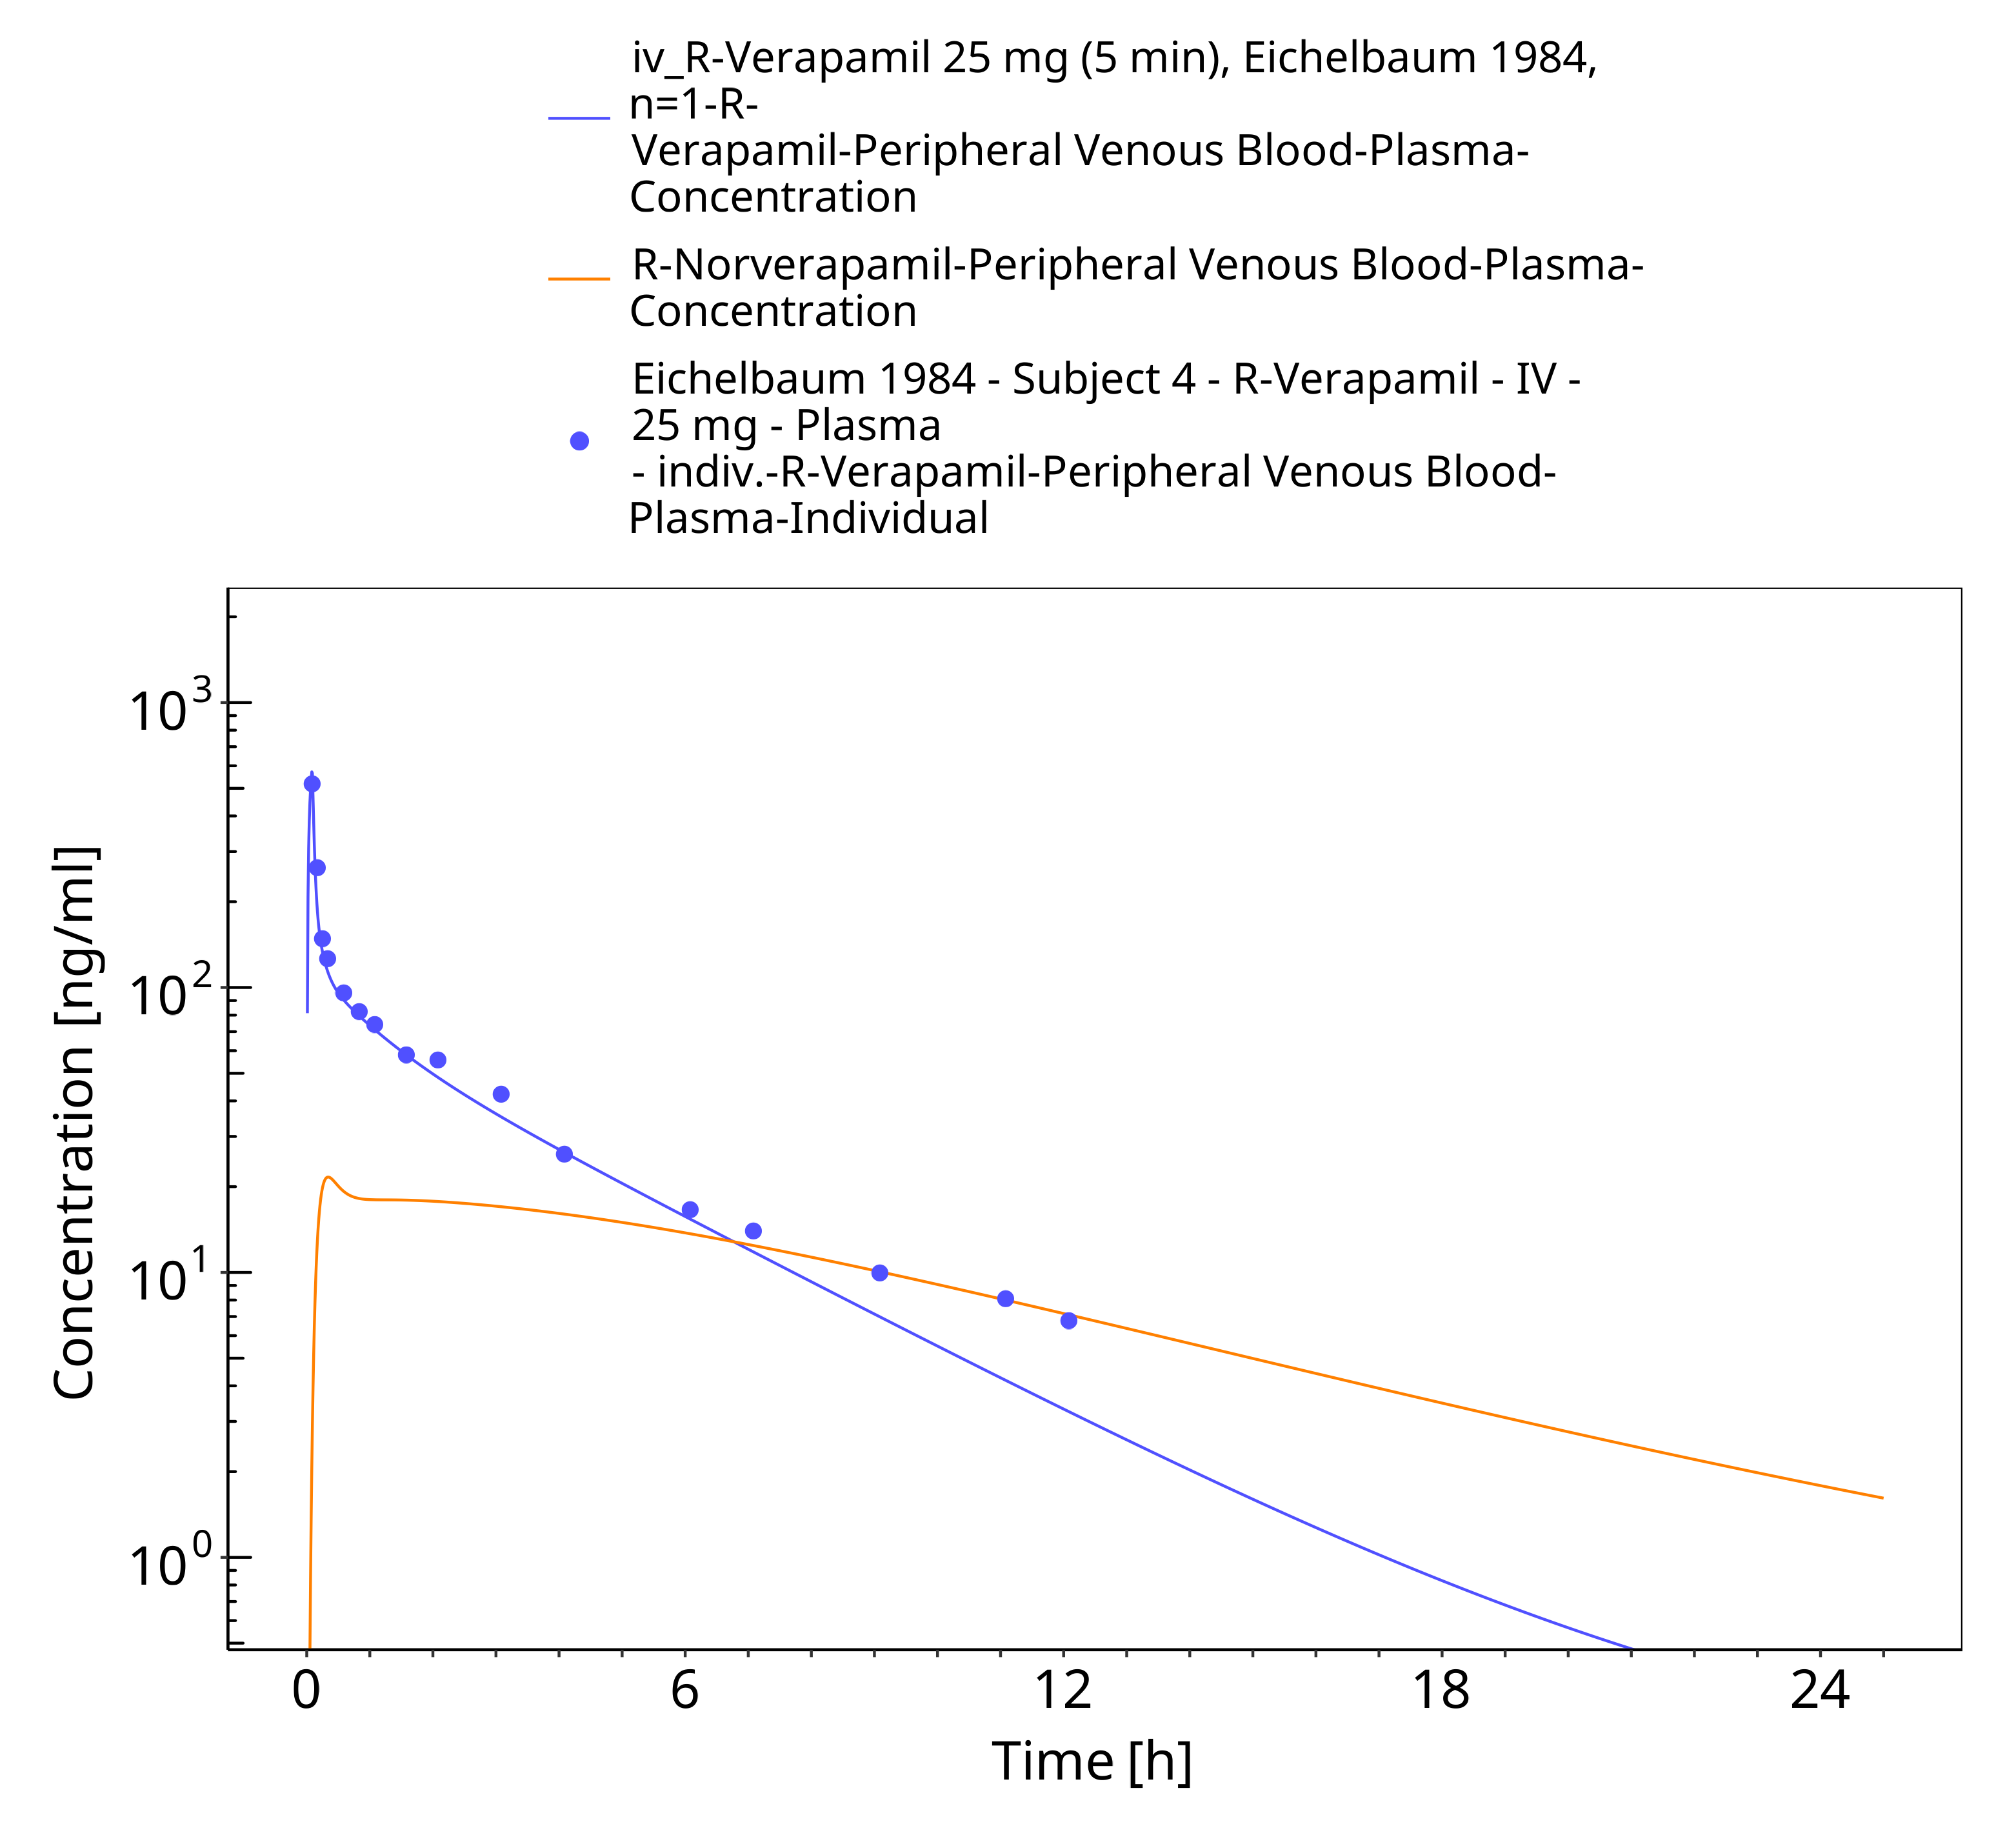 iv_R-Verapamil 25 mg (5 min), Eichelbaum 1984,
n=1-R-
Verapamil-Peripheral Venous Blood-Plasma-
Concentration
R-Norverapamil-Peripheral Venous Blood-Plasma-
Concentration
Eichelbaum 1984 - Subject 4 - R-Verapamil - IV -
25 mg - Plasma
- indiv.-R-Verapamil-Peripheral Venous Blood-
Plasma-Individual
Concentration [ng/ml]
10³
10²
10¹
10⁰
0 6 12 18 24
Time [h]